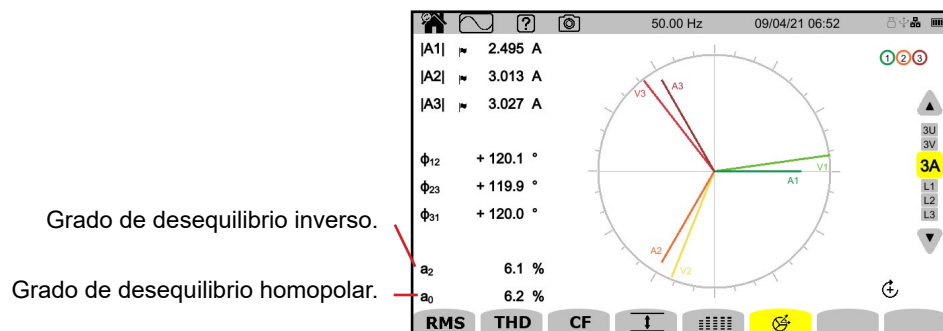 50.00 Hz 09/04/21 06:52
|A1| 2.495 A
|A2| 3.013 A
|A3| 3.027 A
ϕ12 + 120.1 °
ϕ23 + 119.9 °
ϕ31 + 120.0 °
Grado de desequilibrio inverso.
a2 6.1 %
Grado de desequilibrio homopolar.
a0 6.2 %
V3
A3
V1
A1
A2
V2
1 2 3
3U
3V
3A
L1
L2
L3
RMS THD CF